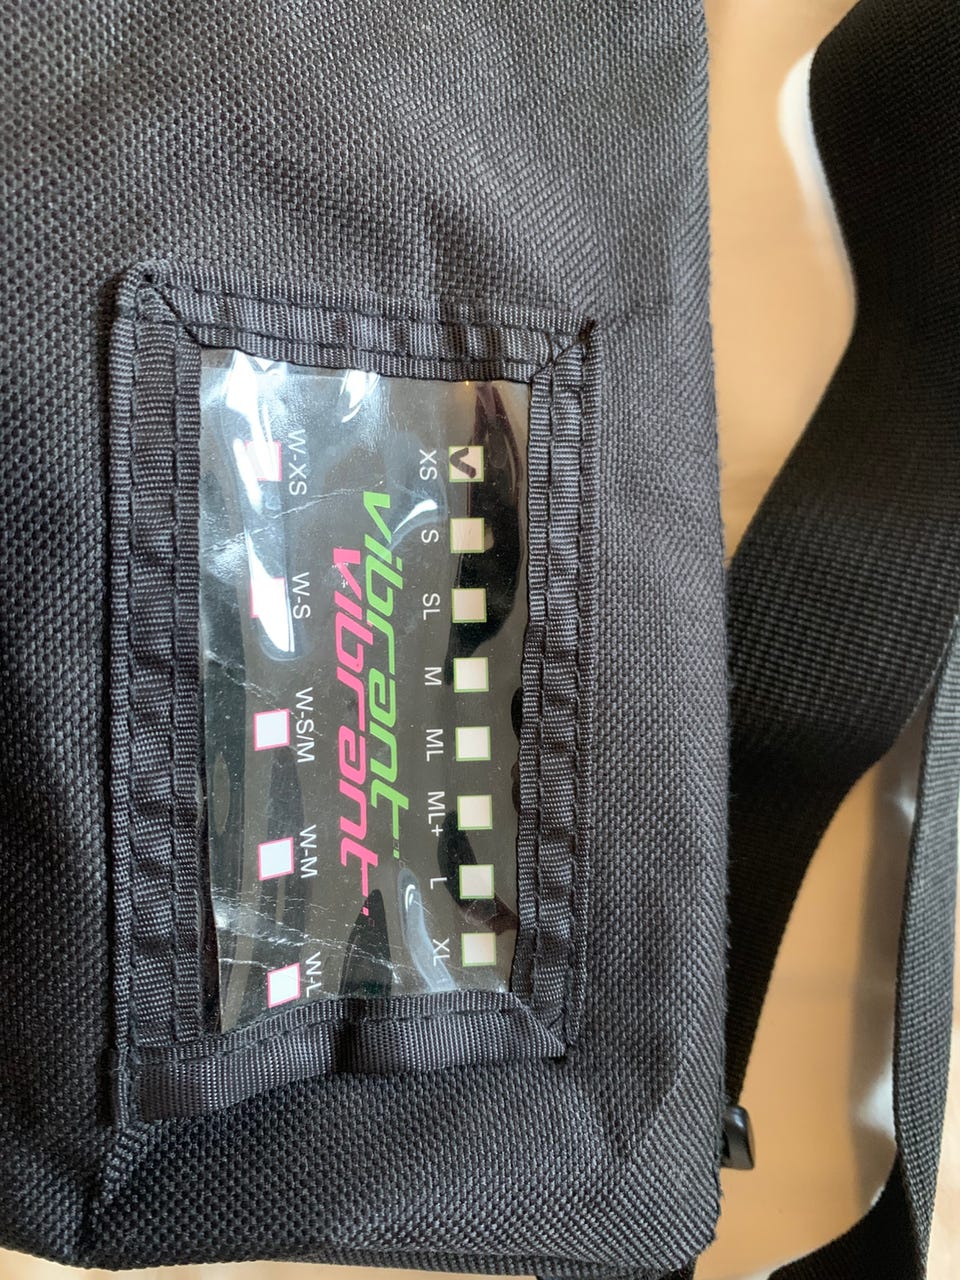 XS S SL M ML ML+ L XL
vibrant
vibrant
W-XS W-S W-S/M W-M W-L